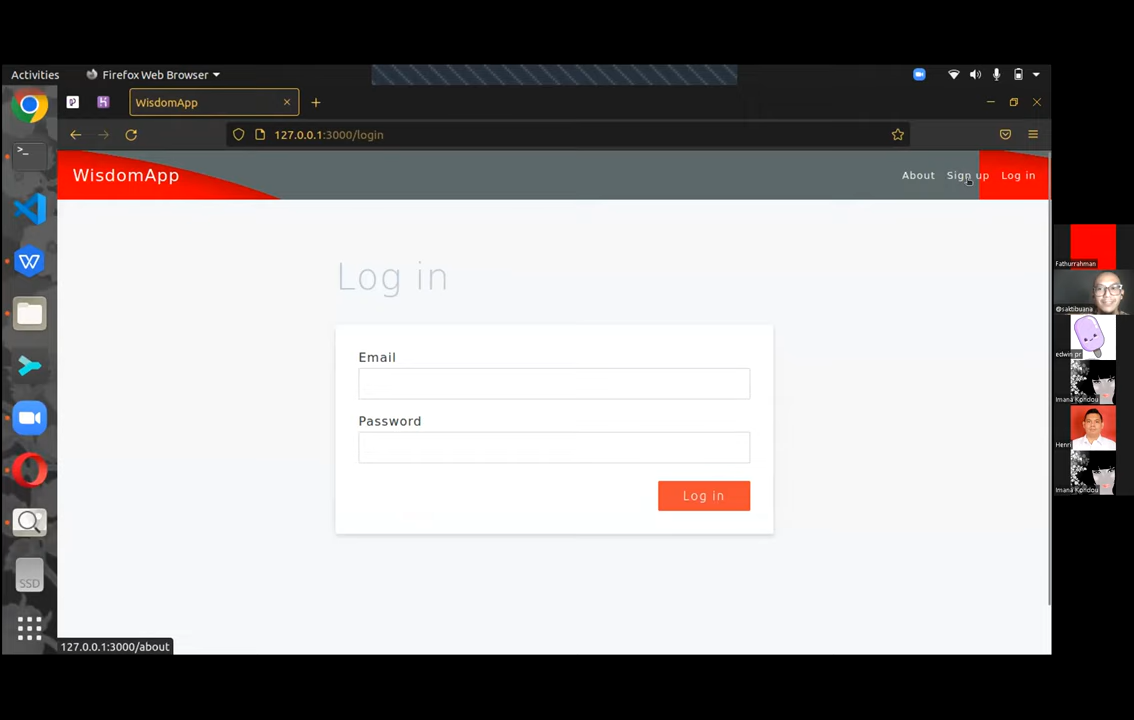 Activities
Firefox Web Browser
WisdomApp
127.0.0.1:3000/login
WisdomApp
About
Sign up
Log in
Log in
Email
Password
Log in
SSD
127.0.0.1:3000/about
Fathurrahman
@saktibuana
edwin pr
Imana Kondou
Henri
Imana Kondou